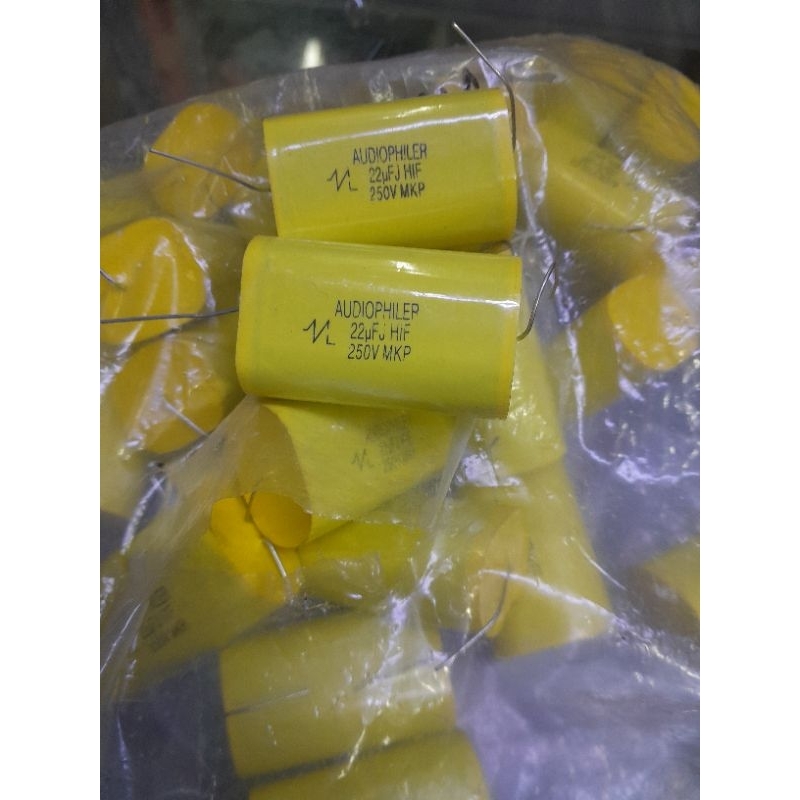 AUDIOPHILER
22µFJ HIF
250V MKP
AUDIOPHILER
22µFJ HIF
250V MKP